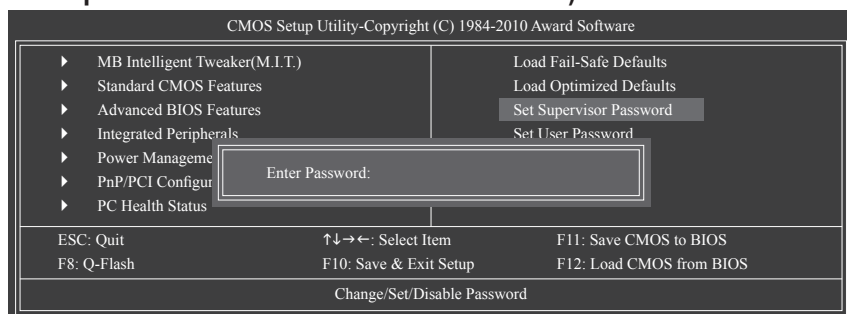 CMOS Setup Utility-Copyright (C) 1984-2010 Award Software
MB Intelligent Tweaker(M.I.T.)
Standard CMOS Features
Advanced BIOS Features
Integrated Peripherals
Power Manageme
PnP/PCI Configur
PC Health Status
Load Fail-Safe Defaults
Load Optimized Defaults
Set Supervisor Password
Set User Password
Enter Password:
ESC: Quit ↑↓→←: Select Item F11: Save CMOS to BIOS
F8: Q-Flash F10: Save & Exit Setup F12: Load CMOS from BIOS
Change/Set/Disable Password